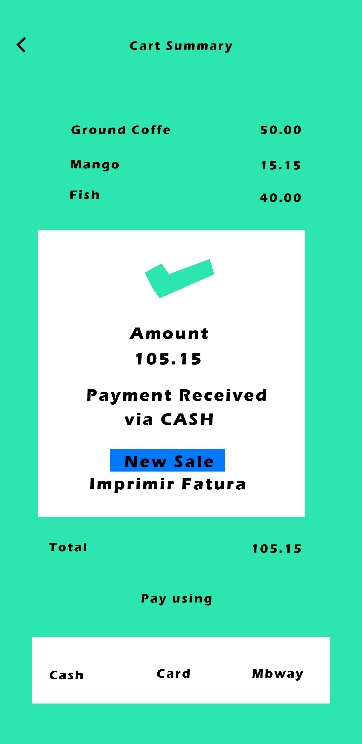 Cart Summary
Ground Coffe 50.00
Mango 15.15
Fish 40.00
Amount
105.15
Payment Received
via CASH
New Sale
Imprimir Fatura
Total 105.15
Pay using
Cash Card Mbway